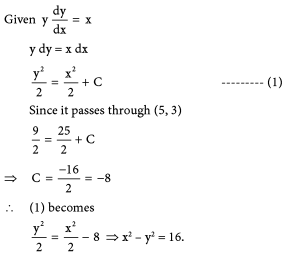 Given y dy/dx = x
y dy = x dx
y²/2 = x²/2 + C --------- (1)
Since it passes through (5, 3)
9/2 = 25/2 + C
⇒ C = −16/2 = −8
∴ (1) becomes
y²/2 = x²/2 − 8 ⇒ x² – y² = 16.